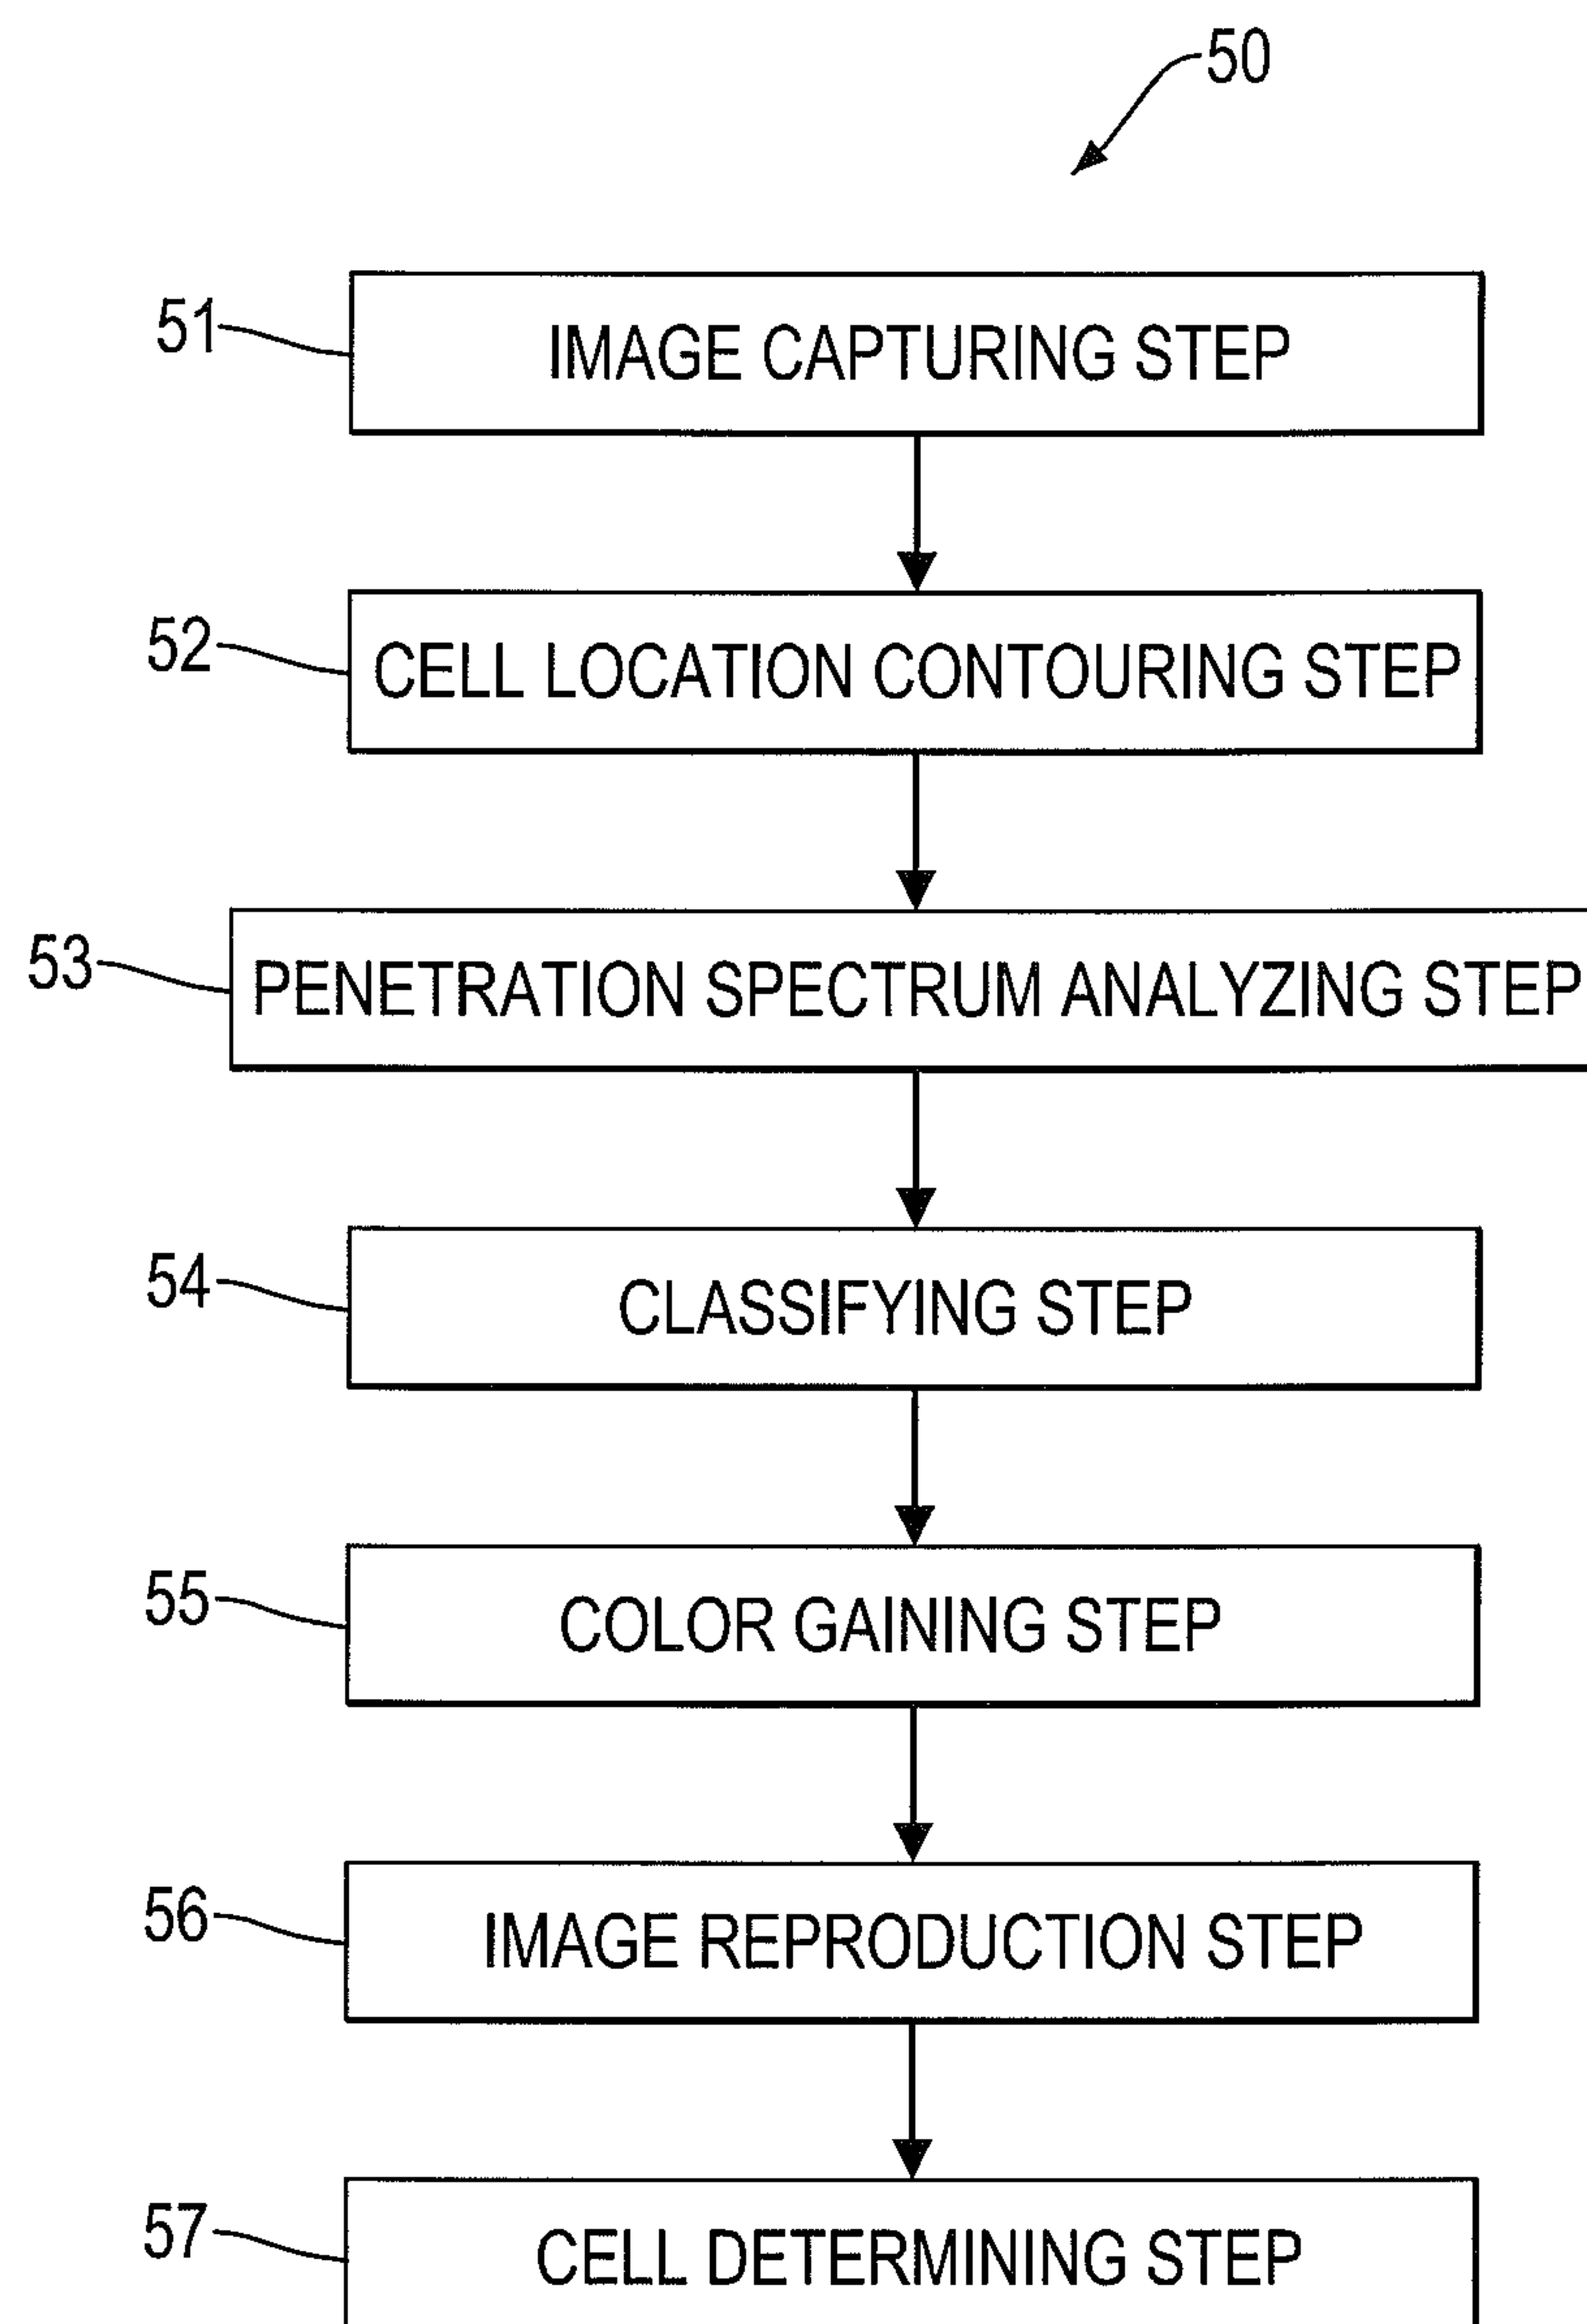 50
51
IMAGE CAPTURING STEP
52
CELL LOCATION CONTOURING STEP
53
PENETRATION SPECTRUM ANALYZING STEP
54
CLASSIFYING STEP
55
COLOR GAINING STEP
56
IMAGE REPRODUCTION STEP
57
CELL DETERMINING STEP